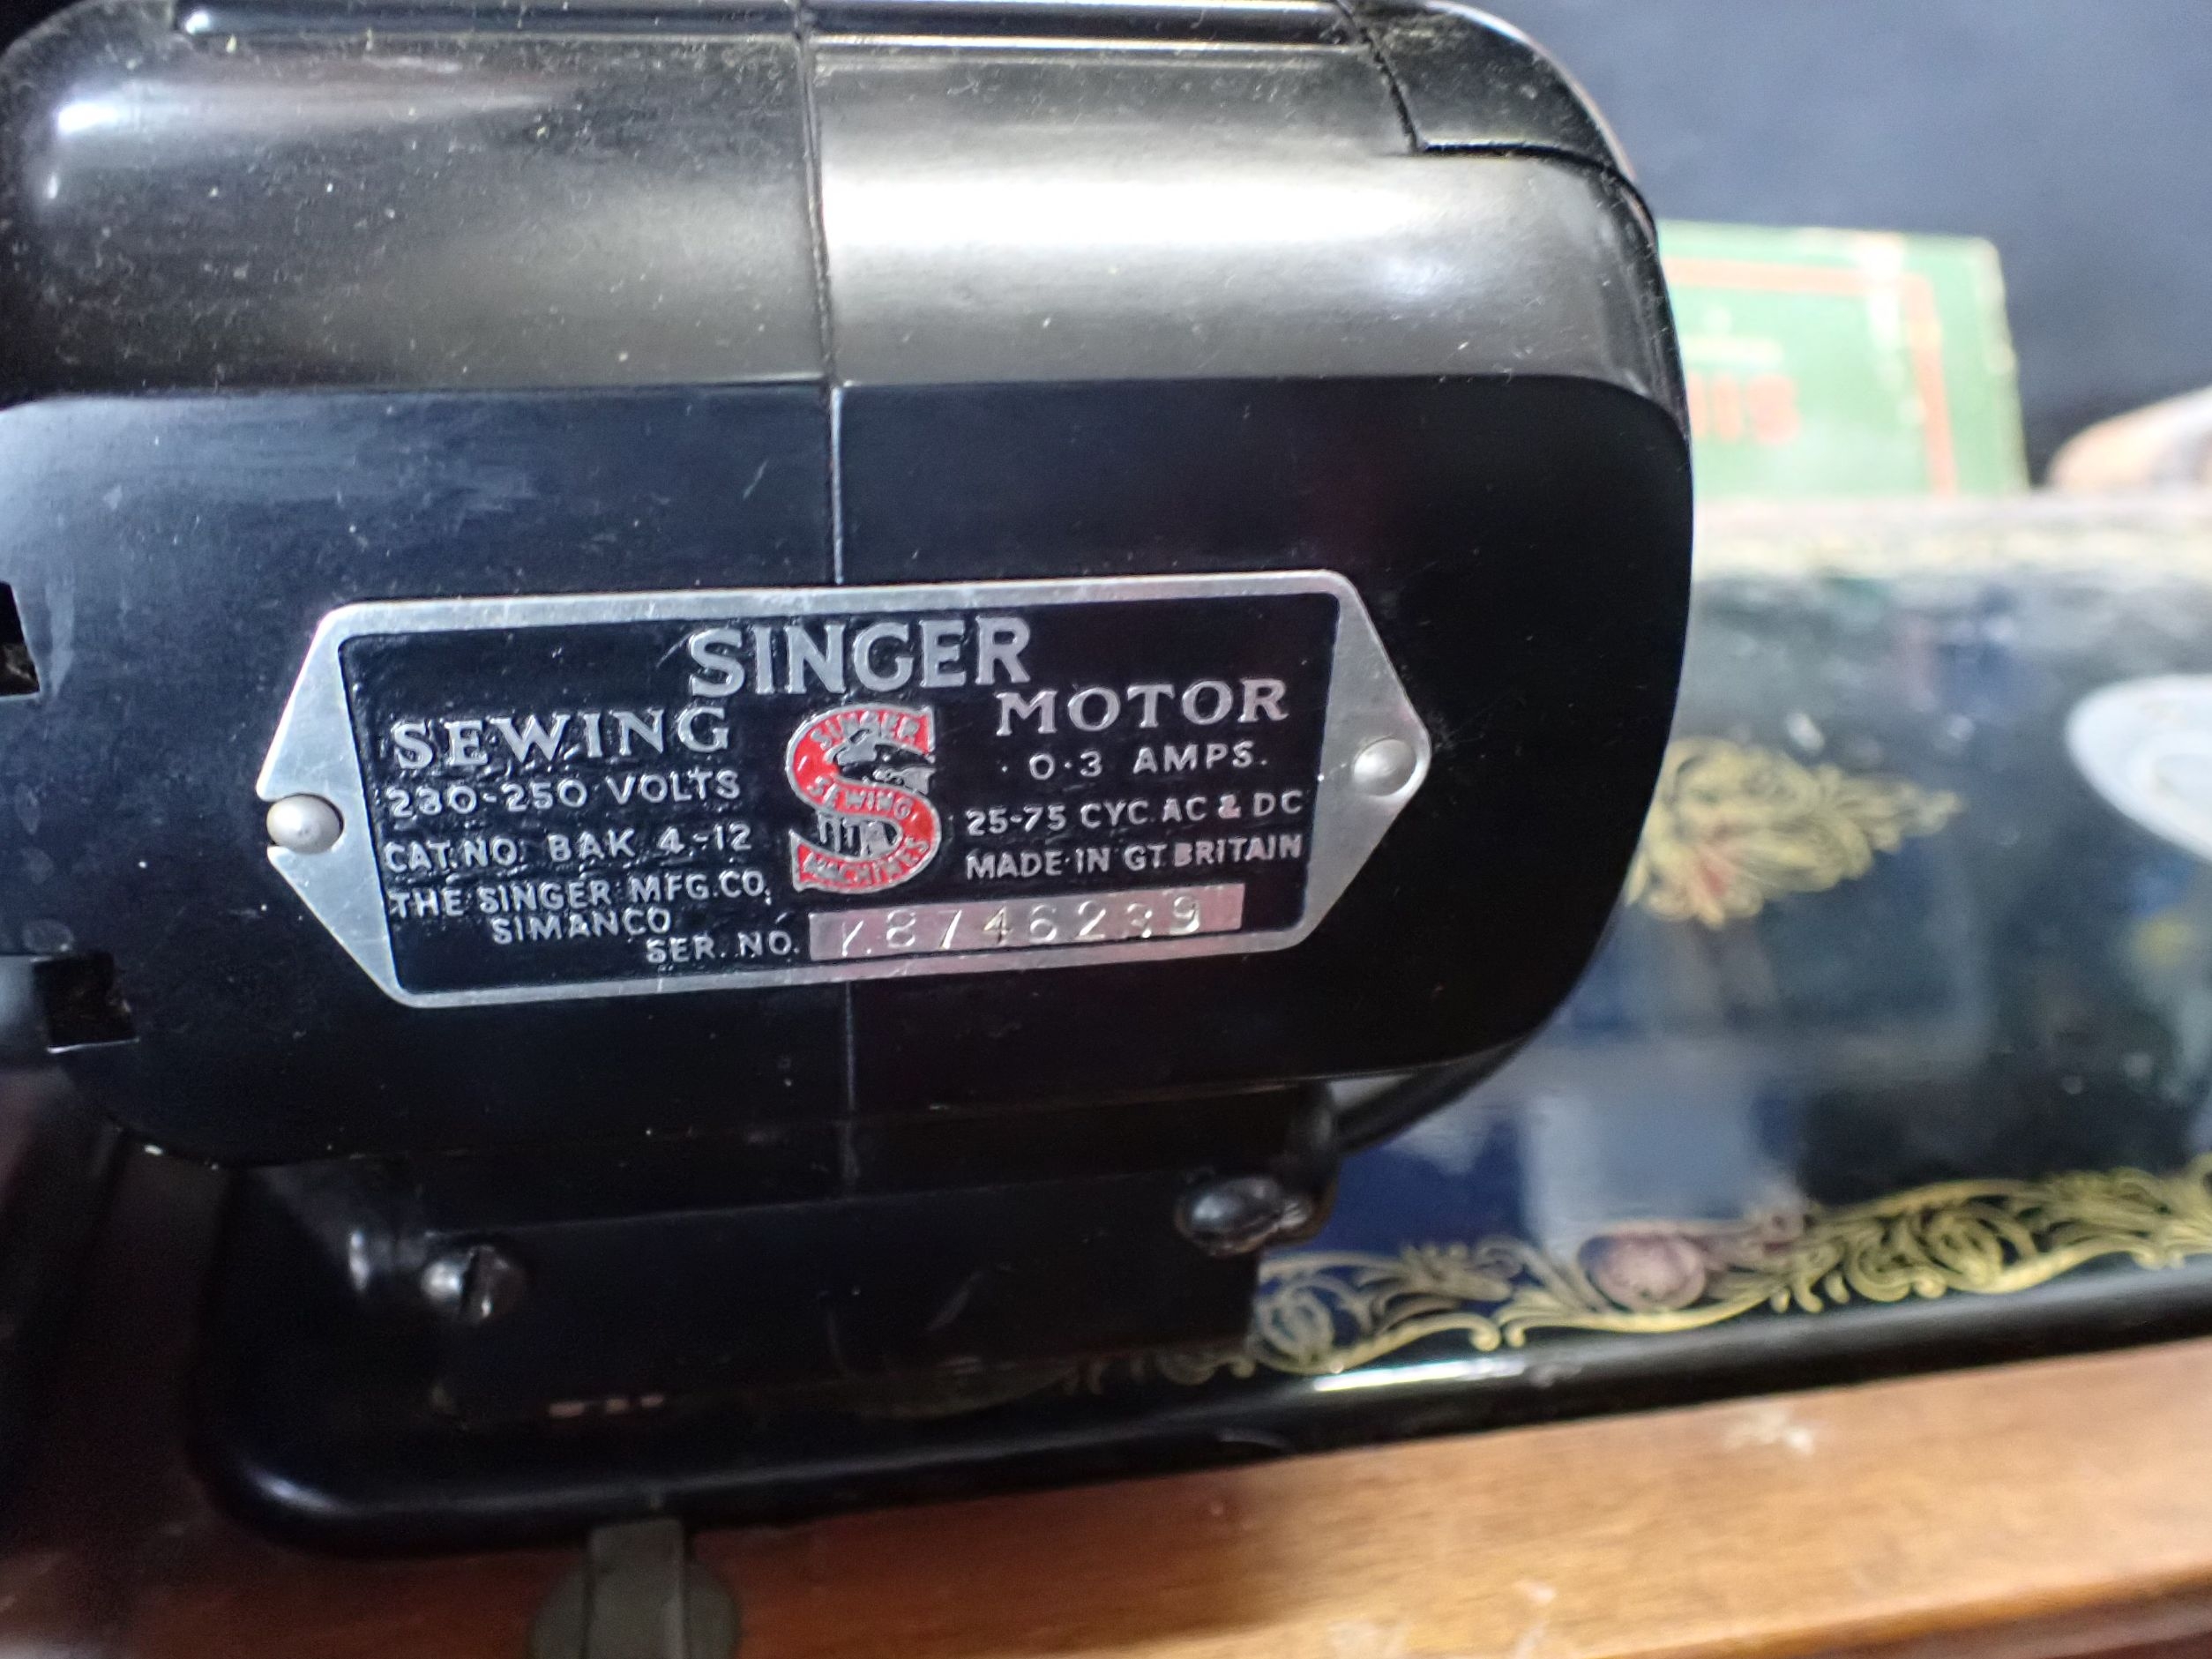 SINGER
SEWING MOTOR
230-250 VOLTS
0·3 AMPS.
CAT. NO. BAK 4-12
25-75 CYC. AC & DC
THE SINGER MFG. CO.
MADE IN GT. BRITAIN
SIMANCO
SER. NO.
SINGER
SEWING
MACHINES